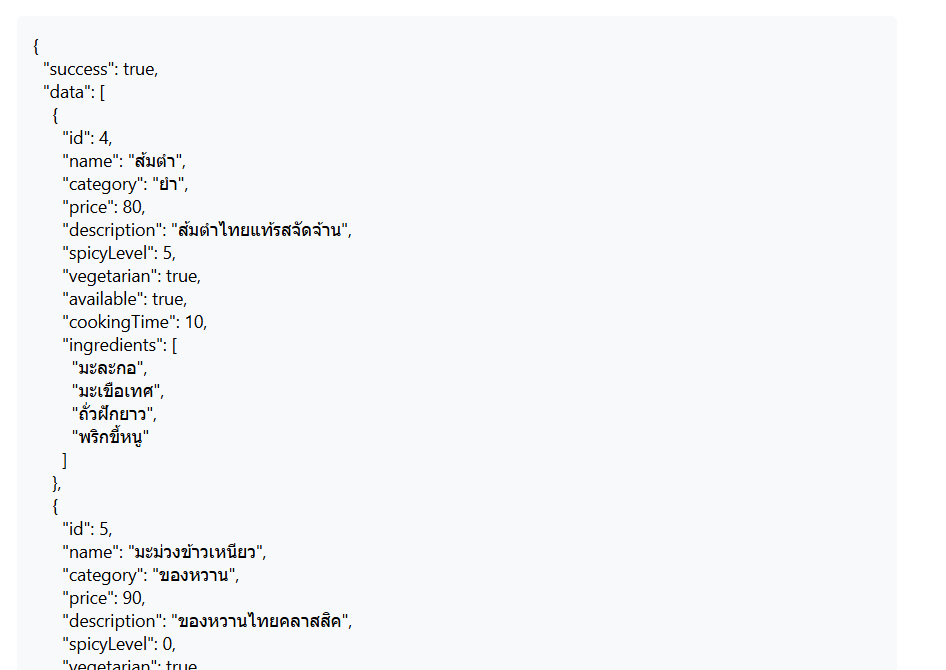 {
"success": true,
"data": [
{
"id": 4,
"name": "ส้มตำ",
"category": "ยำ",
"price": 80,
"description": "ส้มตำไทยแท้รสจัดจ้าน",
"spicyLevel": 5,
"vegetarian": true,
"available": true,
"cookingTime": 10,
"ingredients": [
"มะละกอ",
"มะเขือเทศ",
"ถั่วฝักยาว",
"พริกขี้หนู"
]
},
{
"id": 5,
"name": "มะม่วงข้าวเหนียว",
"category": "ของหวาน",
"price": 90,
"description": "ของหวานไทยคลาสสิค",
"spicyLevel": 0,
"vegetarian": true,